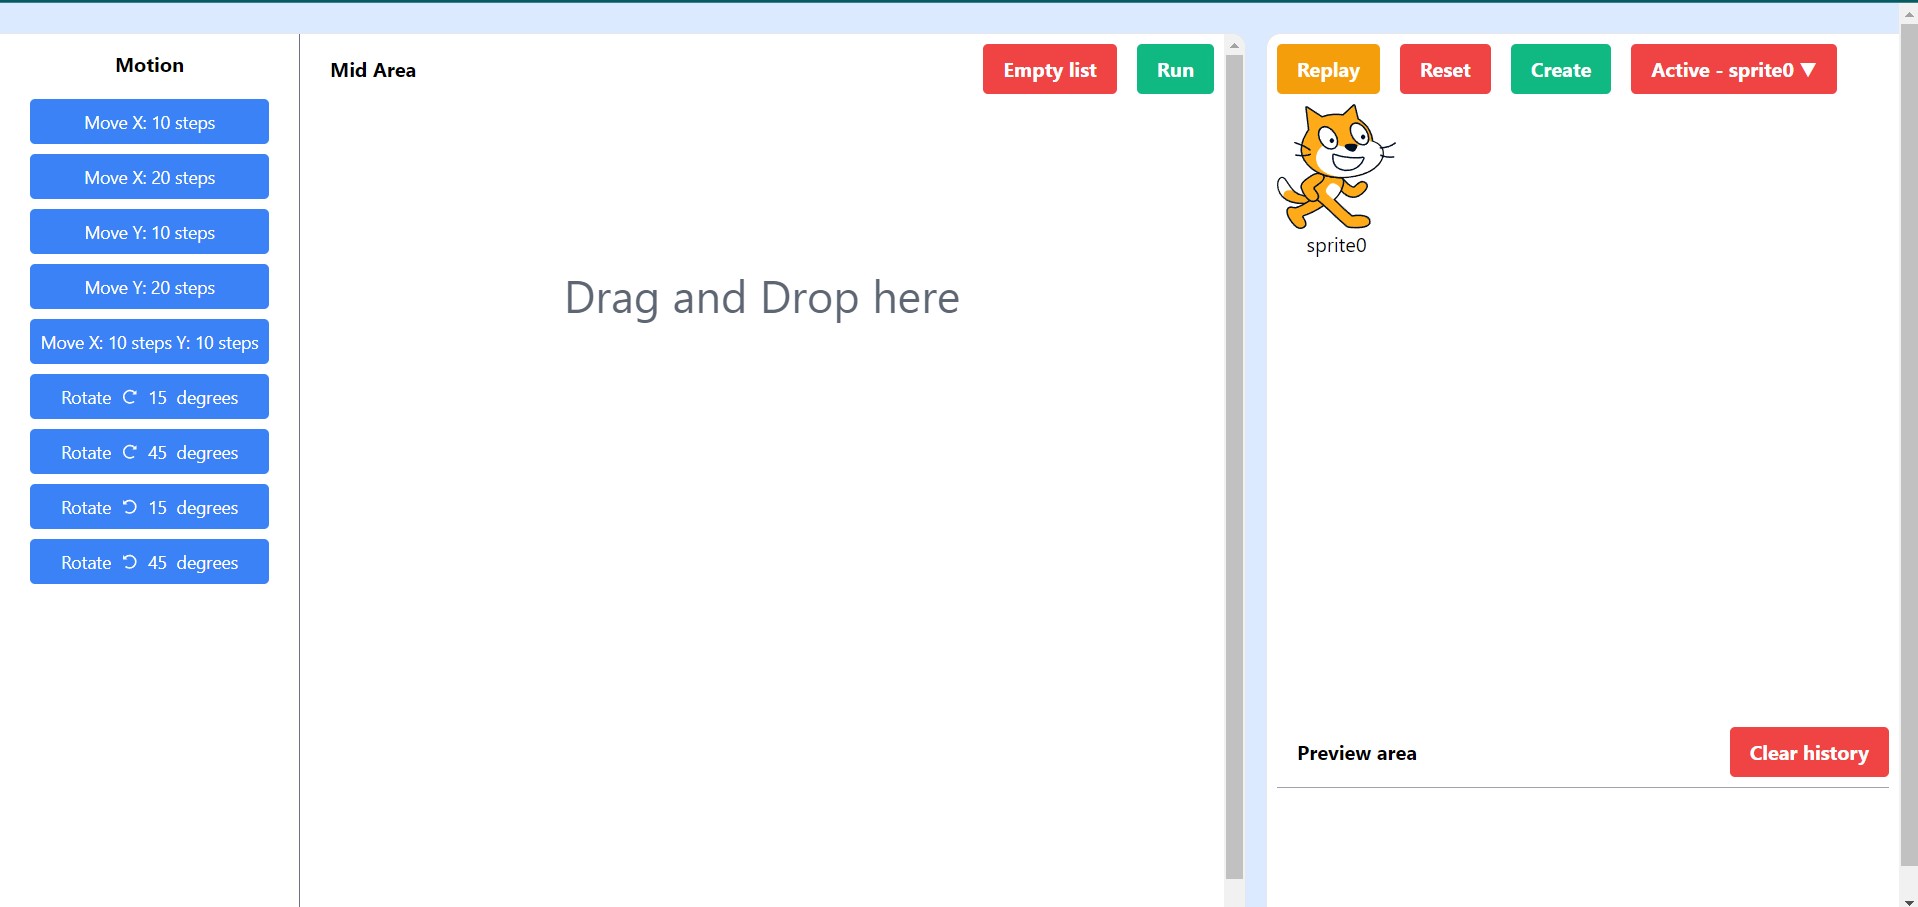 Motion
Move X: 10 steps
Move X: 20 steps
Move Y: 10 steps
Move Y: 20 steps
Move X: 10 steps Y: 10 steps
Rotate 15 degrees
Rotate 45 degrees
Rotate 15 degrees
Rotate 45 degrees
Mid Area
Empty list
Run
Drag and Drop here
Replay
Reset
Create
Active - sprite0 ▼
sprite0
Preview area
Clear history